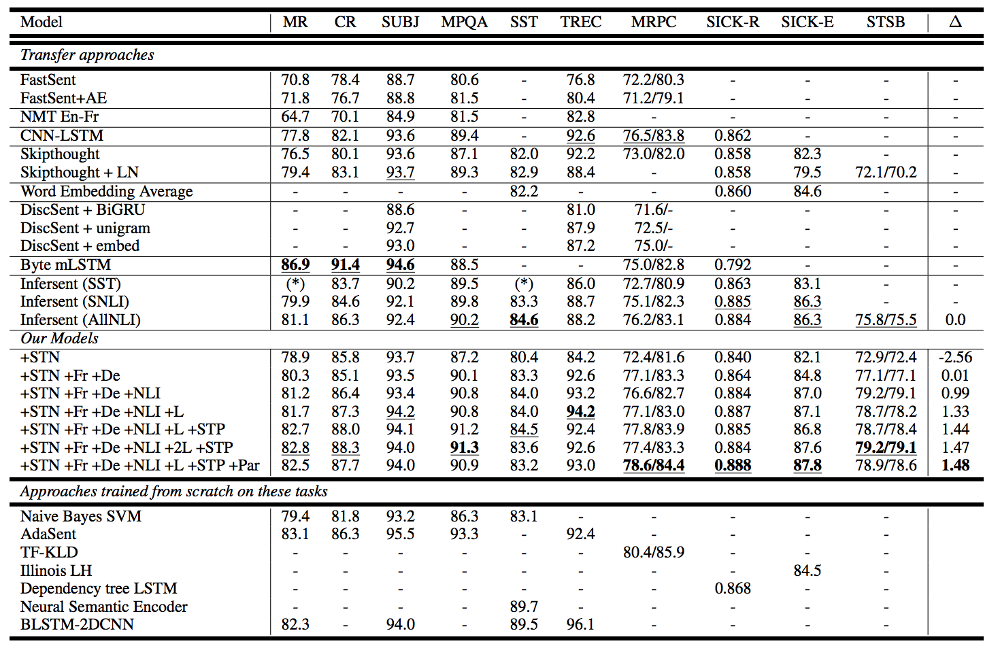 Model MR CR SUBJ MPQA SST TREC MRPC SICK-R SICK-E STSB Δ
Transfer approaches
FastSent 70.8 78.4 88.7 80.6 - 76.8 72.2/80.3 - - - -
FastSent+AE 71.8 76.7 88.8 81.5 - 80.4 71.2/79.1 - - - -
NMT En-Fr 64.7 70.1 84.9 81.5 - 82.8 - - - - -
CNN-LSTM 77.8 82.1 93.6 89.4 - 92.6 76.5/83.8 0.862 - - -
Skipthought 76.5 80.1 93.6 87.1 82.0 92.2 73.0/82.0 0.858 82.3 - -
Skipthought + LN 79.4 83.1 93.7 89.3 82.9 88.4 - 0.858 79.5 72.1/70.2 -
Word Embedding Average - - - - 82.2 - - 0.860 84.6 - -
DiscSent + BiGRU - - 88.6 - - 81.0 71.6/- - - - -
DiscSent + unigram - - 92.7 - - 87.9 72.5/- - - - -
DiscSent + embed - - 93.0 - - 87.2 75.0/- - - - -
Byte mLSTM 86.9 91.4 94.6 88.5 - - 75.0/82.8 0.792 - - -
Infersent (SST) (*) 83.7 90.2 89.5 (*) 86.0 72.7/80.9 0.863 83.1 - -
Infersent (SNLI) 79.9 84.6 92.1 89.8 83.3 88.7 75.1/82.3 0.885 86.3 - -
Infersent (AllNLI) 81.1 86.3 92.4 90.2 84.6 88.2 76.2/83.1 0.884 86.3 75.8/75.5 0.0
Our Models
+STN 78.9 85.8 93.7 87.2 80.4 84.2 72.4/81.6 0.840 82.1 72.9/72.4 -2.56
+STN +Fr +De 80.3 85.1 93.5 90.1 83.3 92.6 77.1/83.3 0.864 84.8 77.1/77.1 0.01
+STN +Fr +De +NLI 81.2 86.4 93.4 90.8 84.0 93.2 76.6/82.7 0.884 87.0 79.2/79.1 0.99
+STN +Fr +De +NLI +L 81.7 87.3 94.2 90.8 84.0 94.2 77.1/83.0 0.887 87.1 78.7/78.2 1.33
+STN +Fr +De +NLI +L +STP 82.7 88.0 94.1 91.2 84.5 92.4 77.8/83.9 0.885 86.8 78.7/78.4 1.44
+STN +Fr +De +NLI +2L +STP 82.8 88.3 94.0 91.3 83.6 92.6 77.4/83.3 0.884 87.6 79.2/79.1 1.47
+STN +Fr +De +NLI +L +STP +Par 82.5 87.7 94.0 90.9 83.2 93.0 78.6/84.4 0.888 87.8 78.9/78.6 1.48
Approaches trained from scratch on these tasks
Naive Bayes SVM 79.4 81.8 93.2 86.3 83.1 - - - - -
AdaSent 83.1 86.3 95.5 93.3 - 92.4 - - - -
TF-KLD - - - - - - 80.4/85.9 - - -
Illinois LH - - - - - - - - 84.5 -
Dependency tree LSTM - - - - - - - 0.868 - -
Neural Semantic Encoder - - - - 89.7 - - - - -
BLSTM-2DCNN 82.3 - 94.0 - 89.5 96.1 - - - -